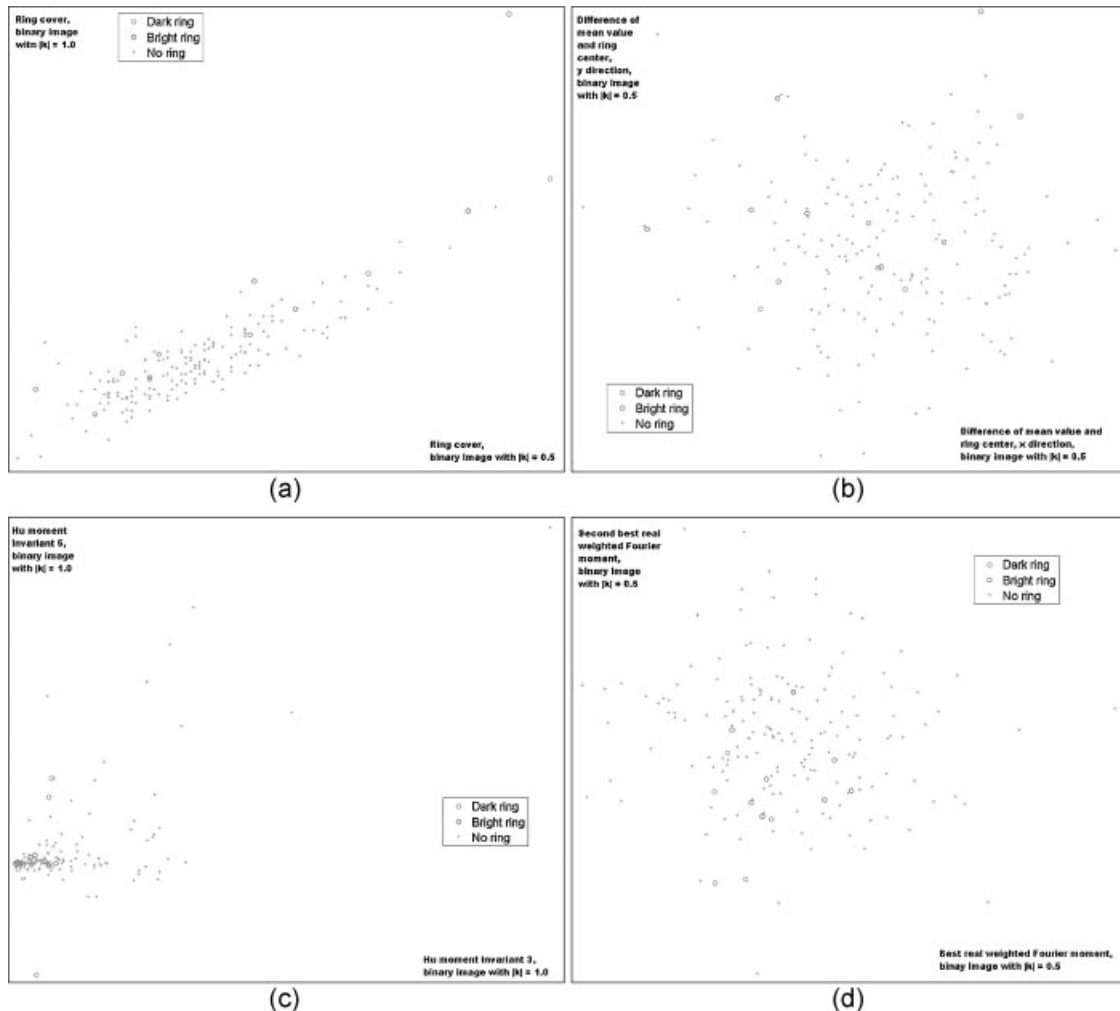 Ring cover,
binary image
witn |k| = 1.0
Dark ring
Bright ring
No ring
Ring cover,
binary image with |k| = 0.5
(a)
Difference of
mean value
and ring
center,
y direction,
binary image
with |k| = 0.5
Dark ring
Bright ring
No ring
Difference of mean value and
ring center, x direction,
binary image with |k| = 0.5
(b)
Hu moment
invariant 5,
binary image
with |k| = 1.0
Dark ring
Bright ring
No ring
Hu moment invariant 3,
binary image with |k| = 1.0
(c)
Second best real
weighted Fourier
moment,
binary image
with |k| = 0.5
Dark ring
Bright ring
No ring
Best real weighted Fourier moment,
binay image with |k| = 0.5
(d)